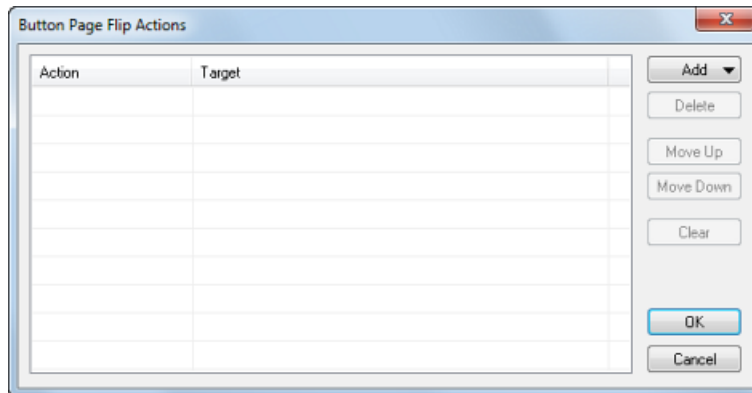 Button Page Flip Actions
Action Target
Add
Delete
Move Up
Move Down
Clear
OK
Cancel